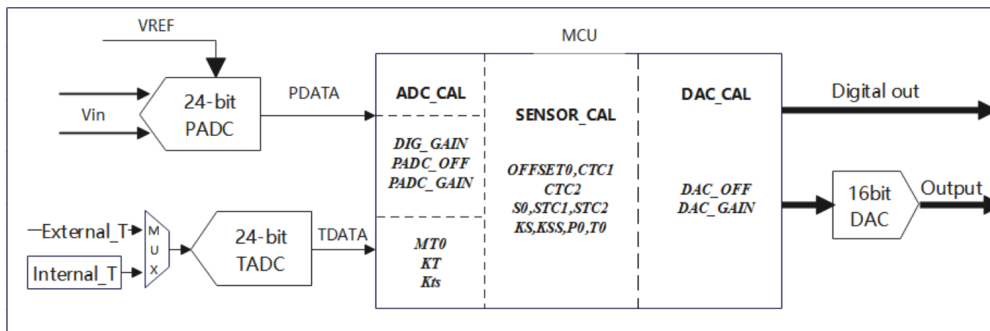 VREF
Vin
24-bit
PADC
PDATA
External_T
Internal_T
M
U
X
24-bit
TADC
TDATA
MCU
ADC_CAL
DIG_GAIN
PADC_OFF
PADC_GAIN
MT0
KT
Kts
SENSOR_CAL
OFFSET0,CTC1
CTC2
S0,STC1,STC2
KS,KSS,P0,T0
DAC_CAL
DAC_OFF
DAC_GAIN
Digital out
16bit
DAC
Output